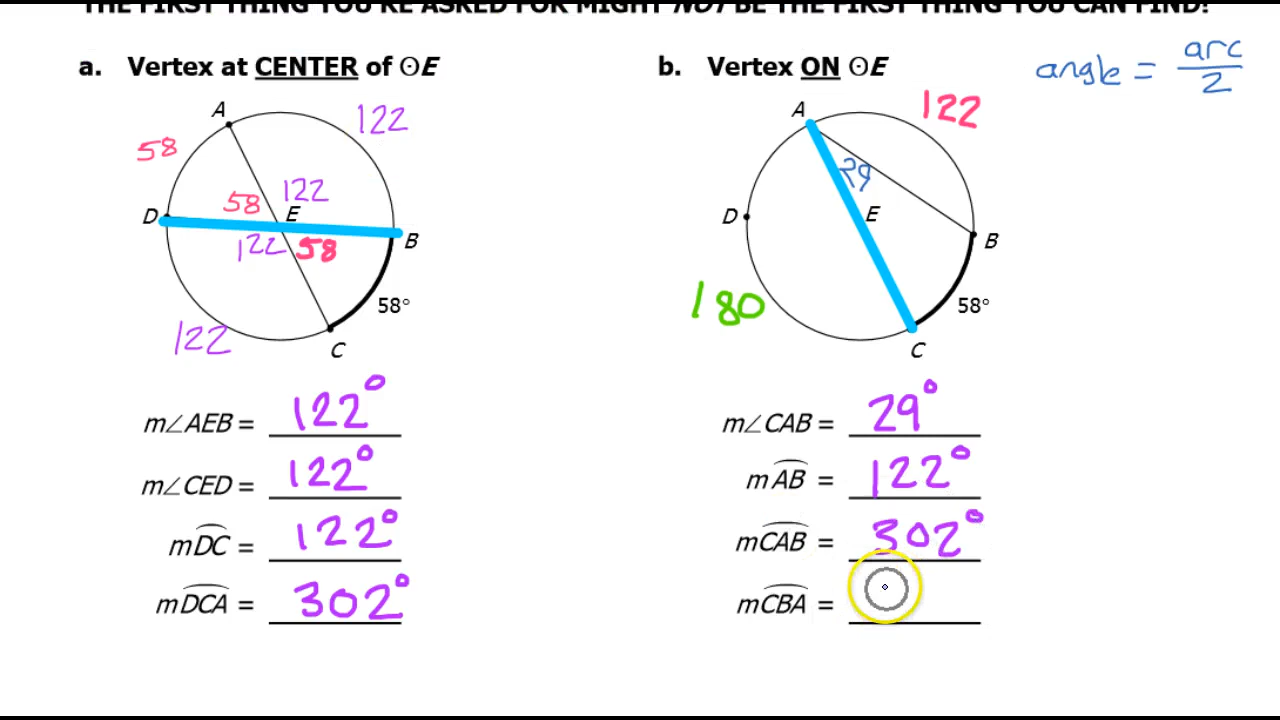 THE FIRST THING YOU'RE ASKED FOR MIGHT NOT BE THE FIRST THING YOU CAN FIND!
a. Vertex at CENTER of ⊙E
A
122
58
58
122
D
E
B
122
58
58°
122
C
m∠AEB = 122°
m∠CED = 122°
mDC = 122°
mDCA = 302°
b. Vertex ON ⊙E
angle = arc/2
A
122
29
D
E
B
180
58°
C
m∠CAB = 29°
mAB = 122°
mCAB = 302°
mCBA =